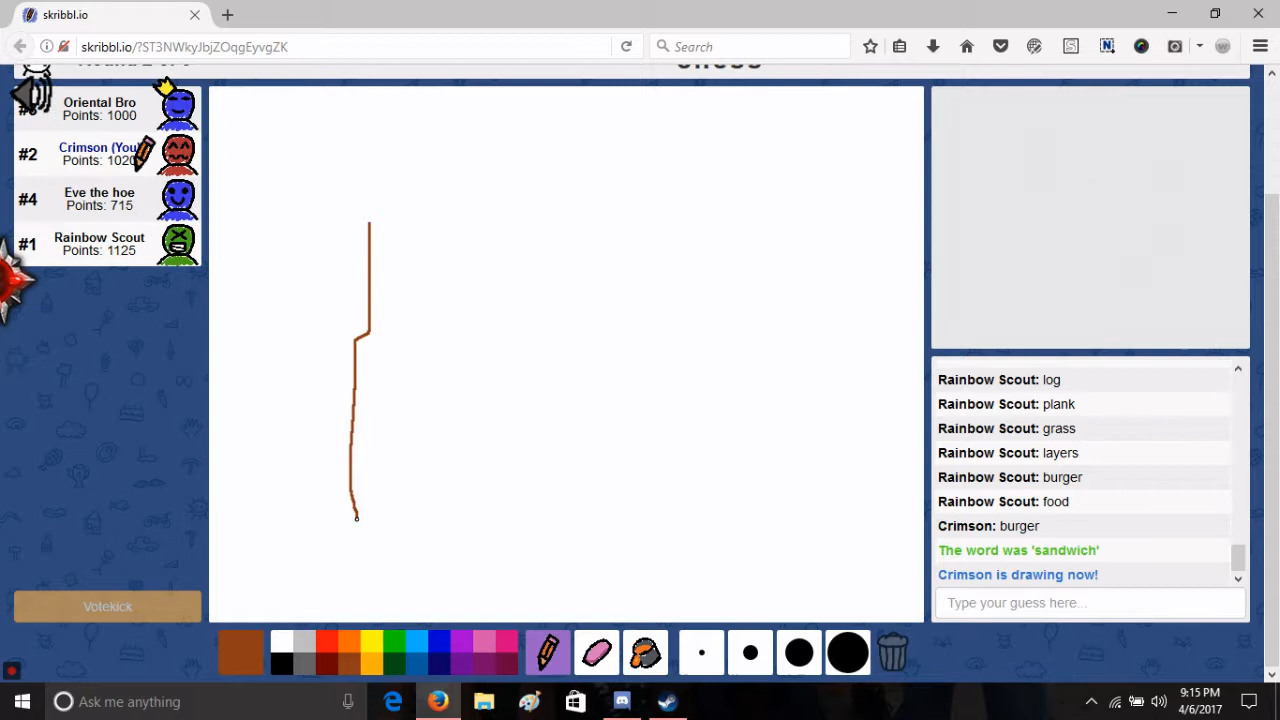 skribbl.io
skribbl.io/?ST3NWkyJbjZOqgEyvgZK
Search
#3 Oriental Bro
Points: 1000
#2 Crimson (You)
Points: 1020
#4 Eve the hoe
Points: 715
#1 Rainbow Scout
Points: 1125
Votekick
Rainbow Scout: log
Rainbow Scout: plank
Rainbow Scout: grass
Rainbow Scout: layers
Rainbow Scout: burger
Rainbow Scout: food
Crimson: burger
The word was 'sandwich'
Crimson is drawing now!
Type your guess here...
Ask me anything
9:15 PM
4/6/2017